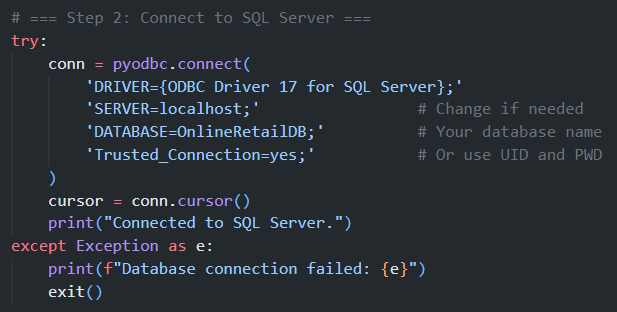 # === Step 2: Connect to SQL Server ===
try:
    conn = pyodbc.connect(
        'DRIVER={ODBC Driver 17 for SQL Server};'
        'SERVER=localhost;'                 # Change if needed
        'DATABASE=OnlineRetailDB;'          # Your database name
        'Trusted_Connection=yes;'           # Or use UID and PWD
    )
    cursor = conn.cursor()
    print("Connected to SQL Server.")
except Exception as e:
    print(f"Database connection failed: {e}")
    exit()